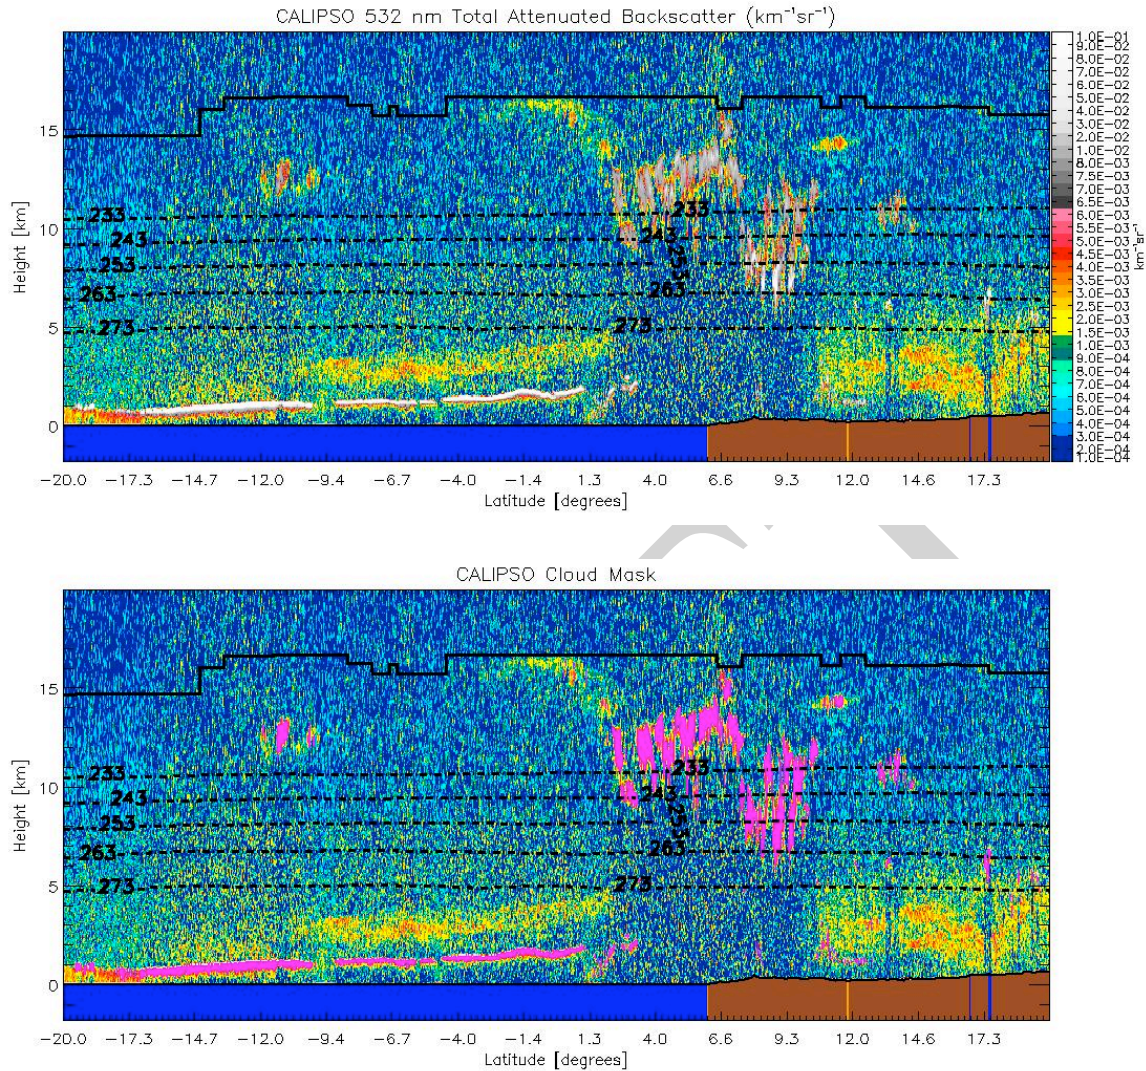 CALIPSO 532 nm Total Attenuated Backscatter (km⁻¹sr⁻¹)
1.0E-01
9.0E-02
8.0E-02
7.0E-02
6.0E-02
5.0E-02
4.0E-02
3.0E-02
2.0E-02
1.0E-02
8.0E-03
7.5E-03
7.0E-03
6.5E-03
6.0E-03
5.5E-03
5.0E-03
4.5E-03
4.0E-03
3.5E-03
3.0E-03
2.5E-03
2.0E-03
1.5E-03
1.0E-03
9.0E-04
8.0E-04
7.0E-04
6.0E-04
5.0E-04
4.0E-04
3.0E-04
2.0E-04
1.0E-04
km⁻¹sr⁻¹
Height [km]
15
10
5
0
233 233
243 243
253 253
263 263
273 273
−20.0 −17.3 −14.7 −12.0 −9.4 −6.7 −4.0 −1.4 1.3 4.0 6.6 9.3 12.0 14.6 17.3
Latitude [degrees]
CALIPSO Cloud Mask
Height [km]
15
10
5
0
233 233
243 243
253 253
263 263
273 273
−20.0 −17.3 −14.7 −12.0 −9.4 −6.7 −4.0 −1.4 1.3 4.0 6.6 9.3 12.0 14.6 17.3
Latitude [degrees]